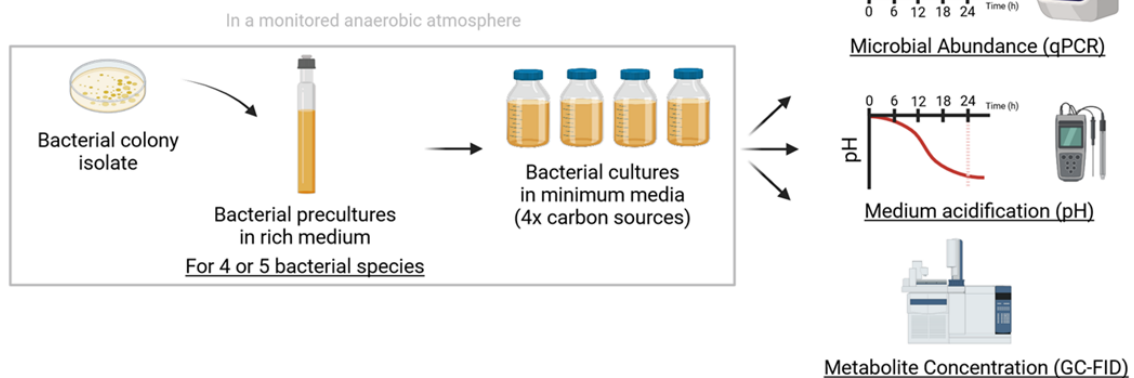 In a monitored anaerobic atmosphere
Bacterial colony
isolate
Bacterial precultures
in rich medium
For 4 or 5 bacterial species
Bacterial cultures
in minimum media
(4x carbon sources)
0 6 12 18 24 Time (h)
Microbial Abundance (qPCR)
0 6 12 18 24 Time (h)
pH
Medium acidification (pH)
Metabolite Concentration (GC-FID)